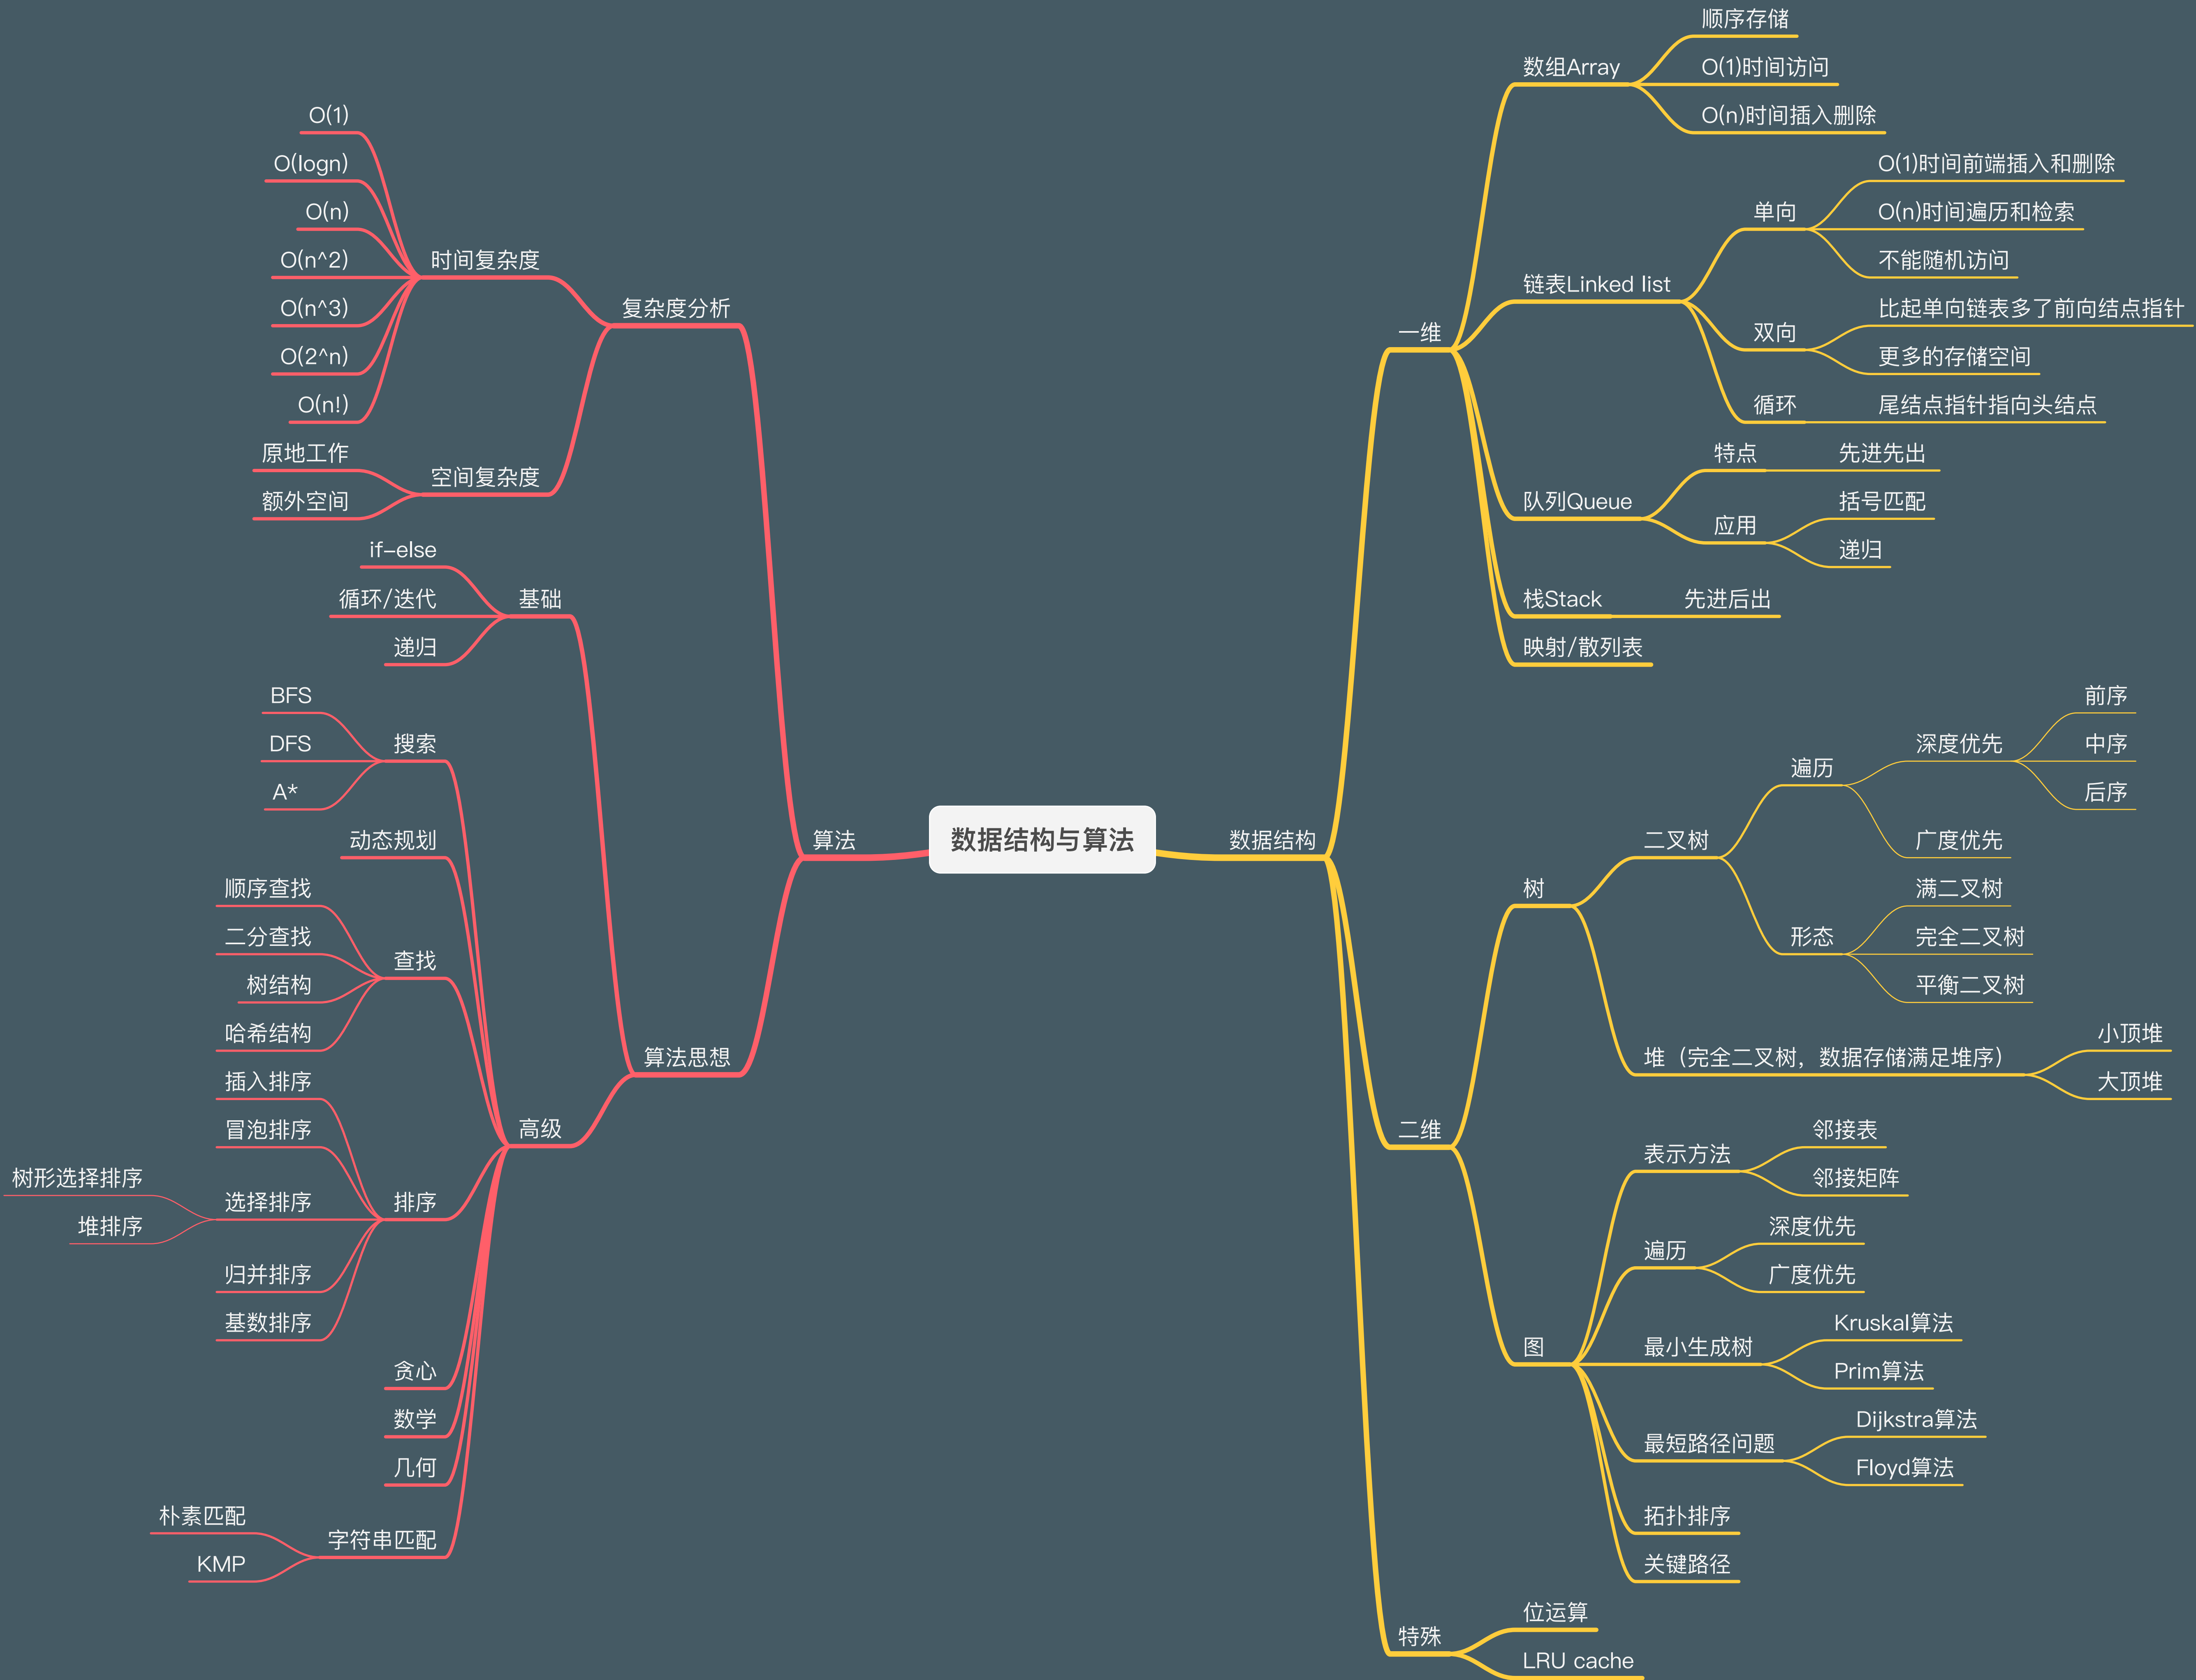 数据结构与算法
算法
复杂度分析
时间复杂度
O(1)
O(logn)
O(n)
O(n^2)
O(n^3)
O(2^n)
O(n!)
空间复杂度
原地工作
额外空间
算法思想
基础
if-else
循环/迭代
递归
高级
搜索
BFS
DFS
A*
动态规划
查找
顺序查找
二分查找
树结构
哈希结构
排序
插入排序
冒泡排序
选择排序
树形选择排序
堆排序
归并排序
基数排序
贪心
数学
几何
字符串匹配
朴素匹配
KMP
数据结构
一维
数组Array
顺序存储
O(1)时间访问
O(n)时间插入删除
链表Linked list
单向
O(1)时间前端插入和删除
O(n)时间遍历和检索
不能随机访问
双向
比起单向链表多了前向结点指针
更多的存储空间
循环
尾结点指针指向头结点
队列Queue
特点
先进先出
应用
括号匹配
递归
栈Stack
先进后出
映射/散列表
二维
树
二叉树
遍历
深度优先
前序
中序
后序
广度优先
形态
满二叉树
完全二叉树
平衡二叉树
堆（完全二叉树，数据存储满足堆序）
小顶堆
大顶堆
图
表示方法
邻接表
邻接矩阵
遍历
深度优先
广度优先
最小生成树
Kruskal算法
Prim算法
最短路径问题
Dijkstra算法
Floyd算法
拓扑排序
关键路径
特殊
位运算
LRU cache